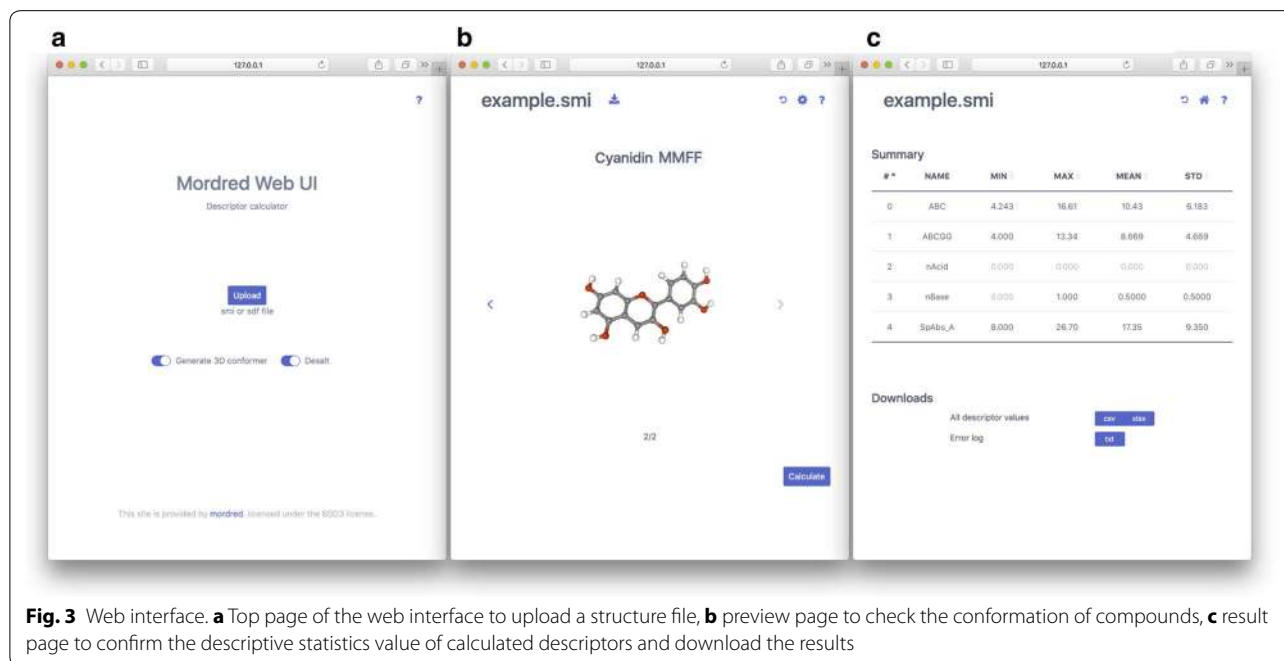 a
b
c
127.0.0.1
127.0.0.1
127.0.0.1
?
Mordred Web UI
Descriptor calculator
Upload
smi or sdf file
Generate 3D conformer Desalt
This site is provided by mordred. licensed under the BSD3 license.
example.smi
?
Cyanidin MMFF
<
>
2/2
Calculate
example.smi
?
Summary
# NAME MIN MAX MEAN STD
0 ABC 4.243 16.61 10.43 6.183
1 ABCGG 4.000 13.34 8.669 4.669
2 nAcid 0.000 0.000 0.000 0.000
3 nBase 0.000 1.000 0.5000 0.5000
4 SpAbs_A 8.000 26.70 17.35 9.350
Downloads
All descriptor values csv xlsx
Error log txt
Fig. 3 Web interface. a Top page of the web interface to upload a structure file, b preview page to check the conformation of compounds, c result
page to confirm the descriptive statistics value of calculated descriptors and download the results